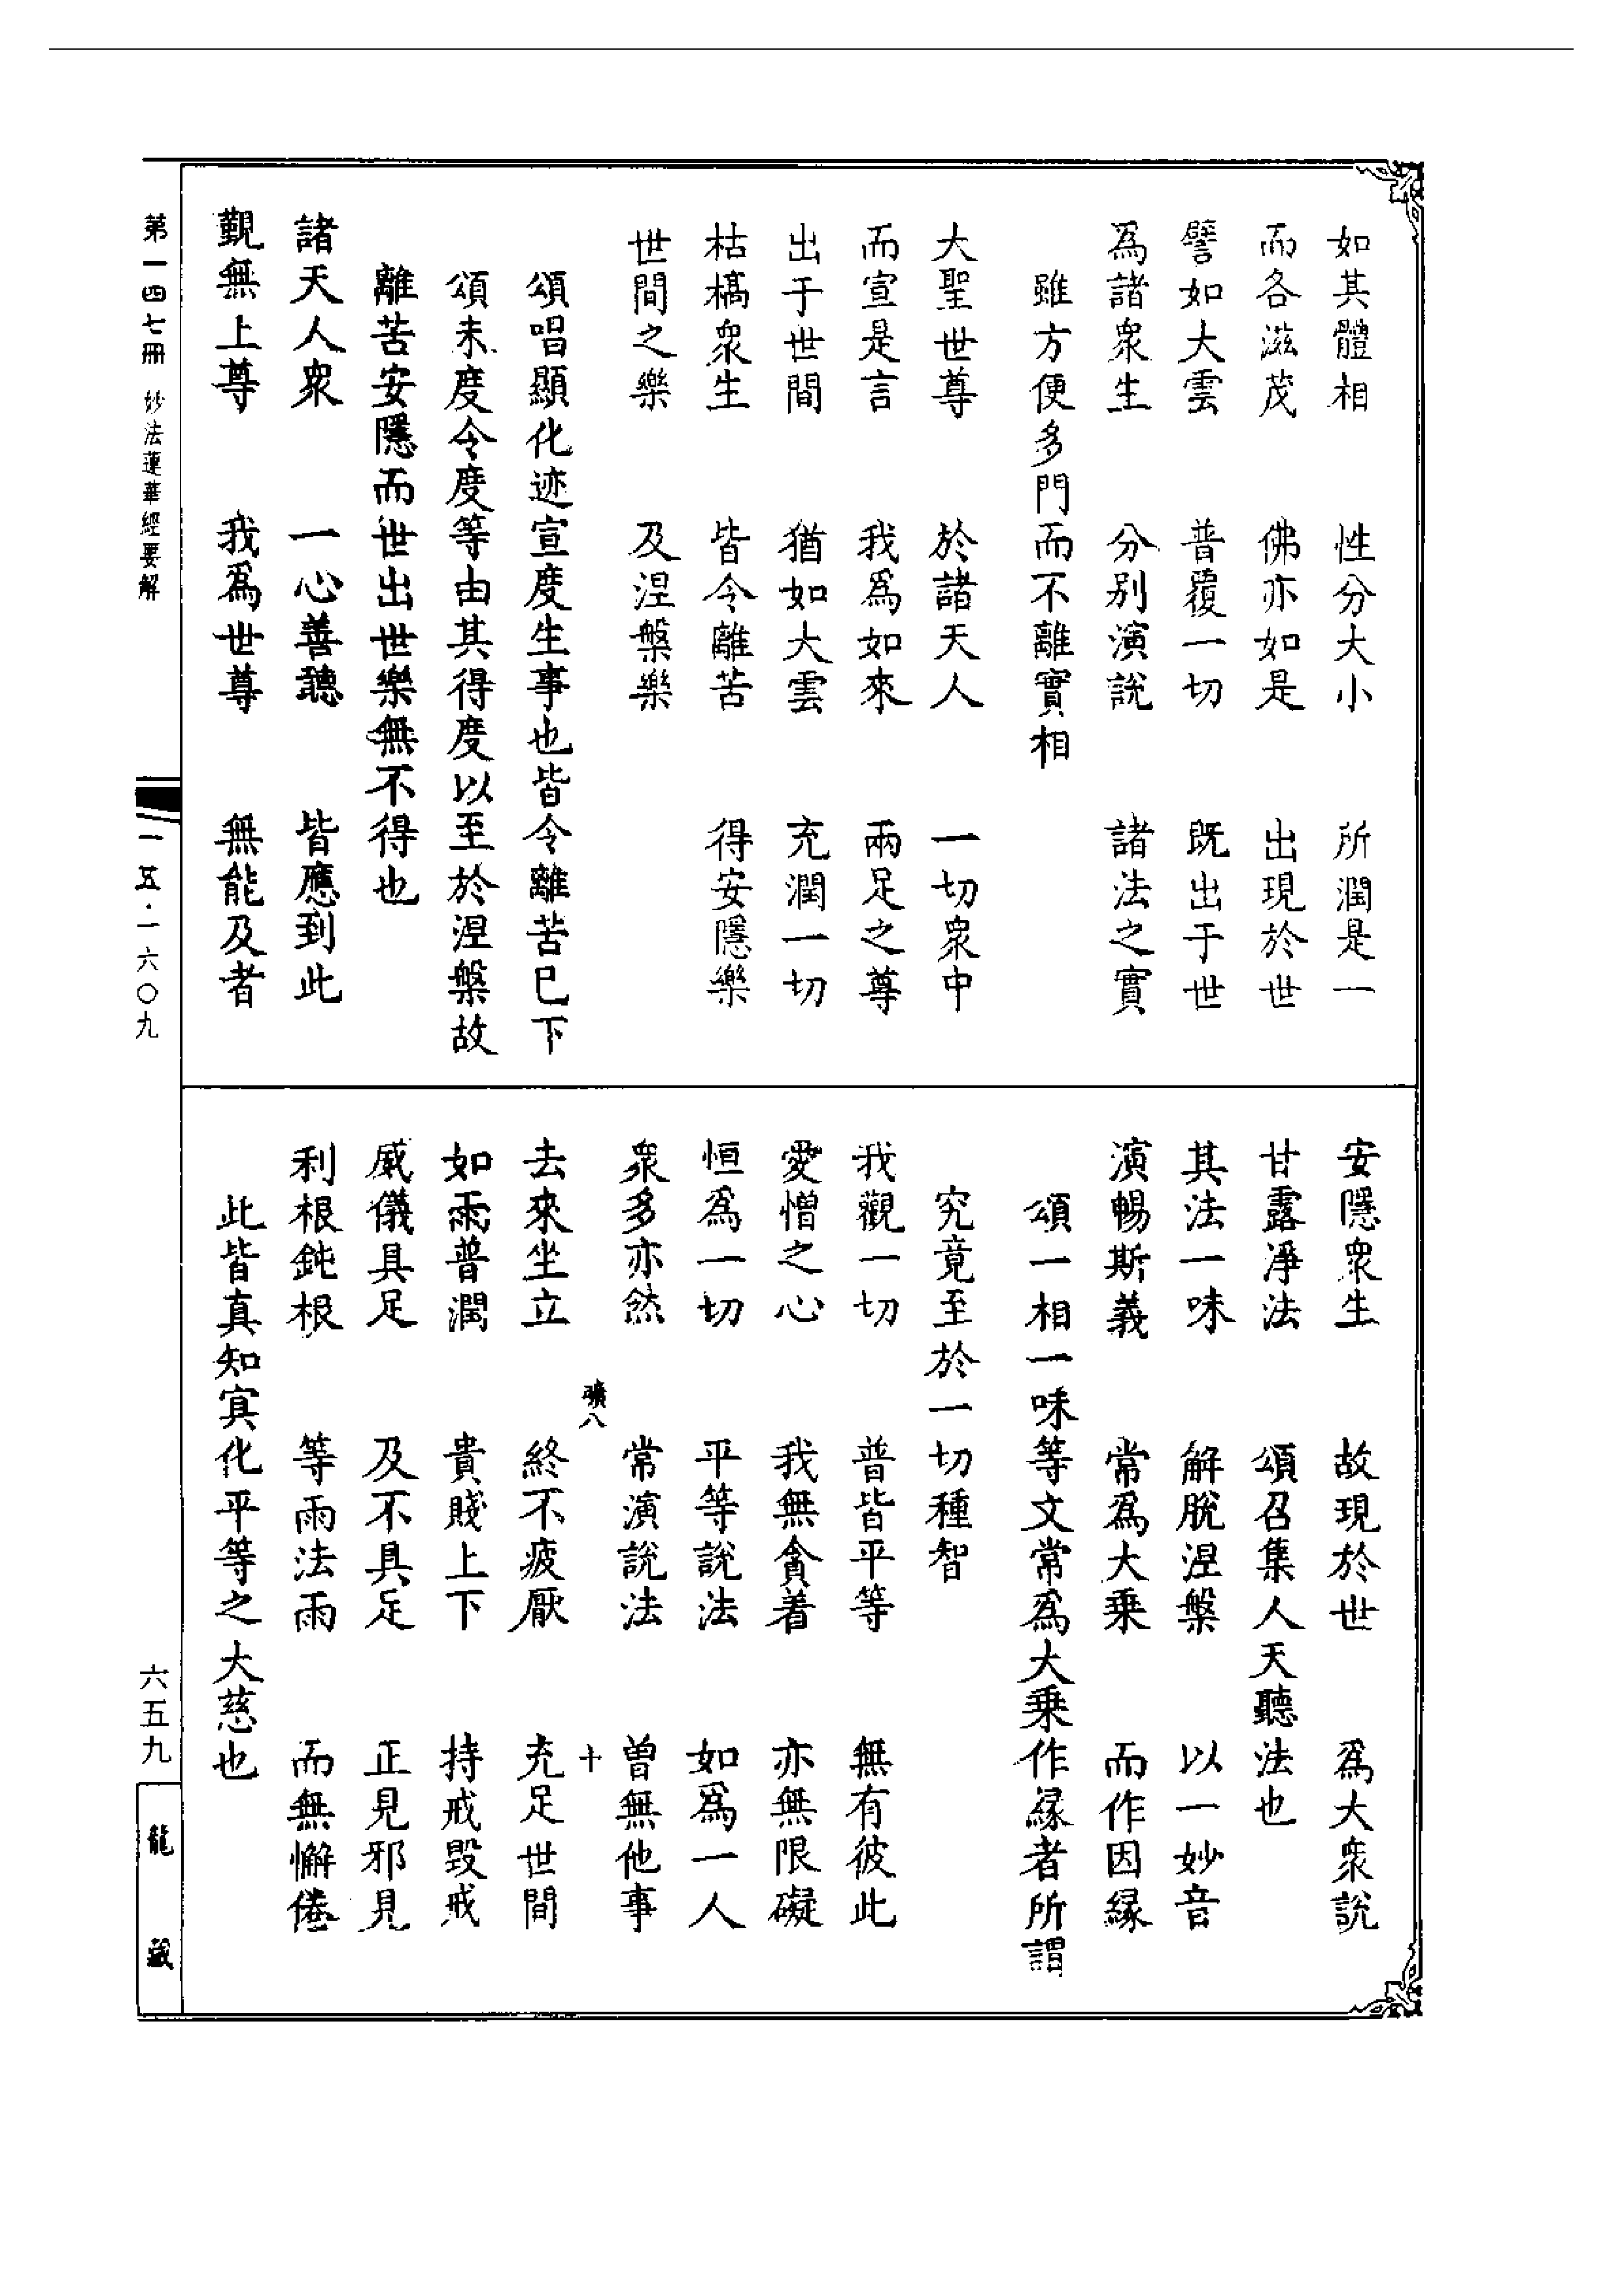 如其體相　性分大小　所潤是一
而各滋茂　佛亦如是　出現於世
譬如大雲　普覆一切　既出于世
為諸衆生　分別演說　諸法之實
雖方便多門而不離實相
大聖世尊　於諸天人　一切衆中
而宣是言　我為如來　兩足之尊
出于世間　猶如大雲　充潤一切
枯槁衆生　皆令離苦　得安隱樂
世間之樂　及涅槃樂
頌唱顯化迹宣度生事也皆令離苦巳下
頌未度令度等由其得度以至於涅槃故
離苦安隱而世出世樂無不得也
諸天人衆　一心善聽　皆應到此
覲無上尊　我為世尊　無能及者
安隱衆生　故現於世　為大衆說
甘露淨法　頌召集人天聽法也
其法一味　解脫涅槃　以一妙音
演暢斯義　常為大乘　而作因緣
頌一相一味等文常為大乘作緣者所謂
究竟至於一切種智
我觀一切　普皆平等　無有彼此
愛憎之心　我無貪着　亦無限礙
恒為一切　平等說法　如為一人
衆多亦然　常演說法　曾無他事
礦八　十
去來坐立　終不疲厭　充足世間
如雨普潤　貴賤上下　持戒毀戒
威儀具足　及不具足　正見邪見
利根鈍根　等雨法雨　而無懈倦
此皆真知寘化平等之大慈也
第一四七冊　妙法蓮華經要解
一五·一六〇九
六五九
龍藏